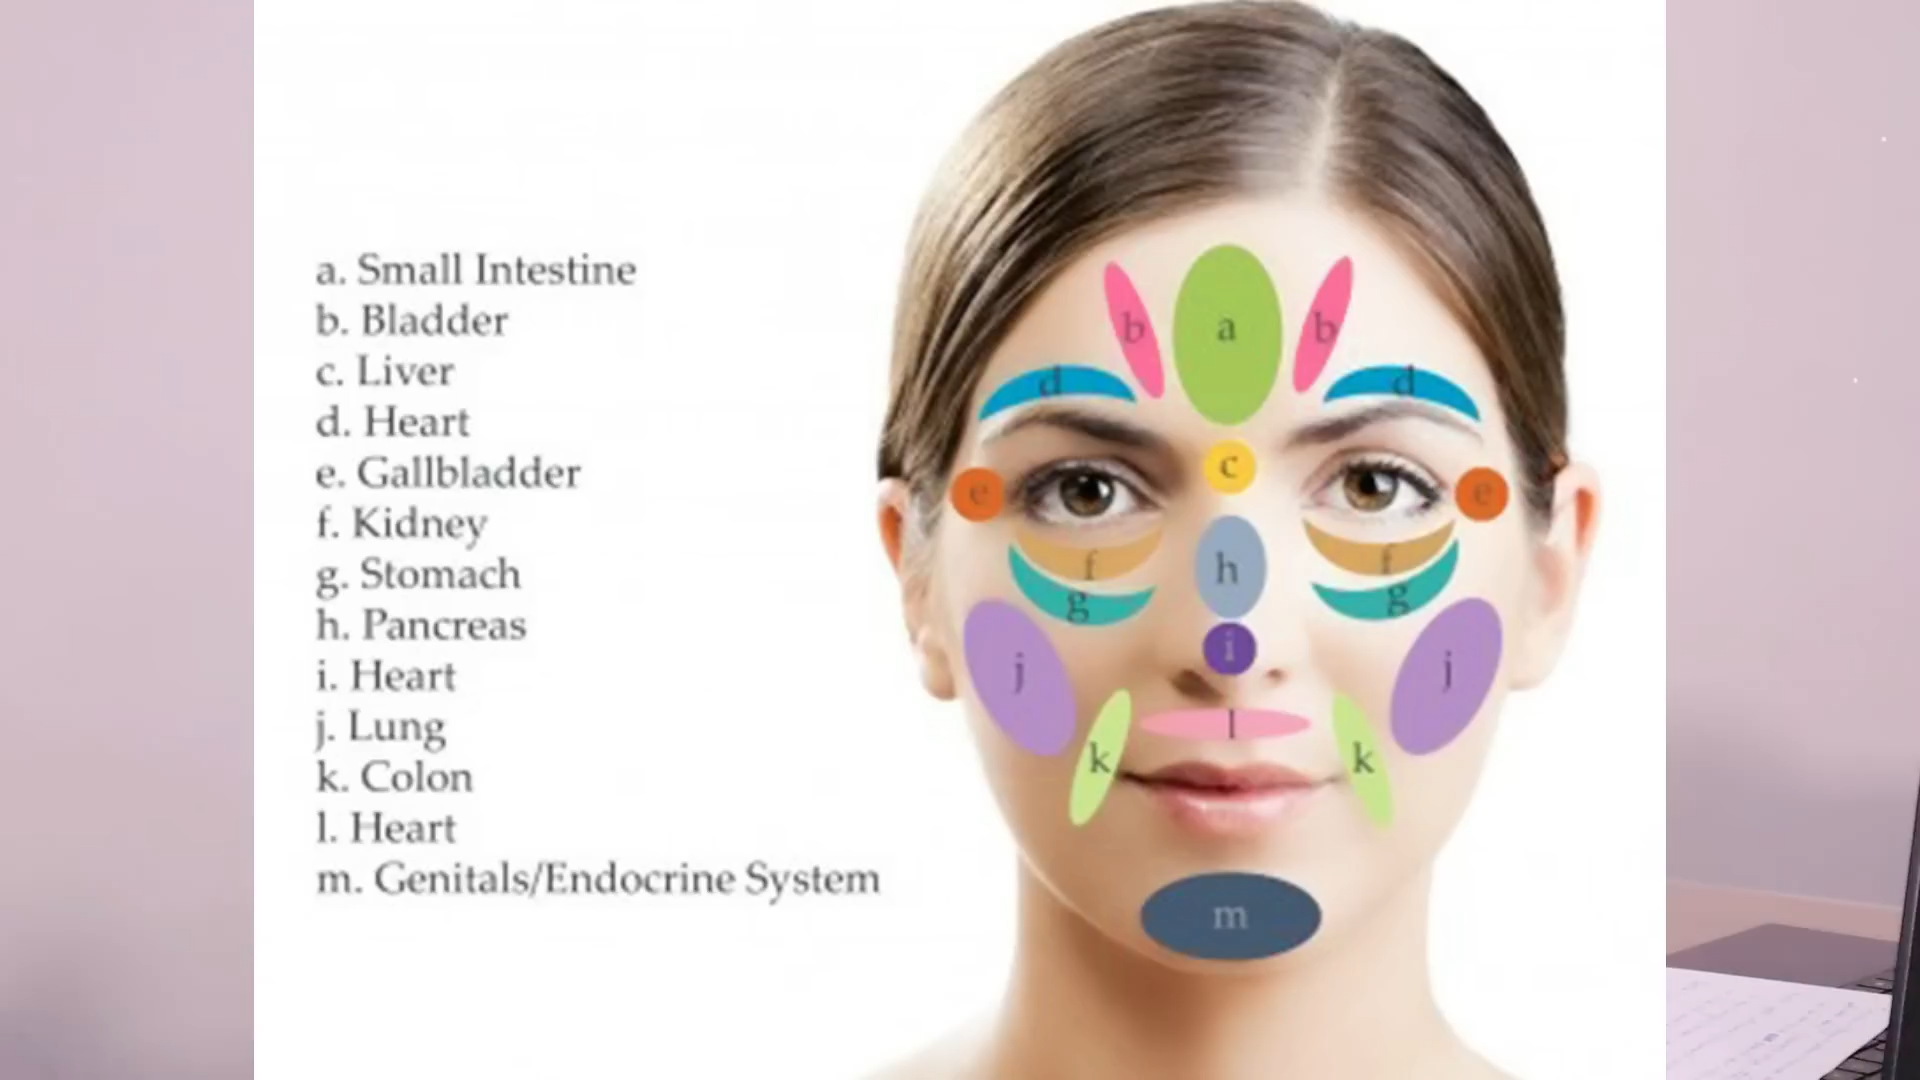 a. Small Intestine
b. Bladder
c. Liver
d. Heart
e. Gallbladder
f. Kidney
g. Stomach
h. Pancreas
i. Heart
j. Lung
k. Colon
l. Heart
m. Genitals/Endocrine System
b a b
d d
c
e e
f f
h
g g
i
j j
l
k k
m